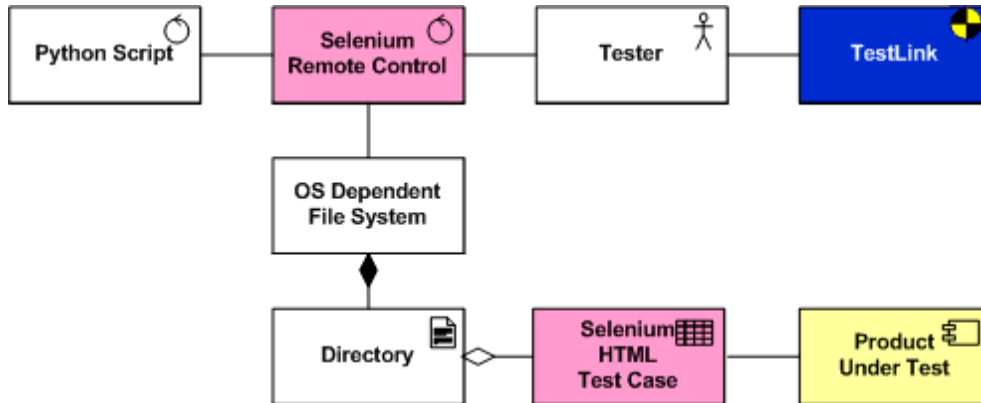 Python Script
Selenium
Remote Control
Tester
TestLink
OS Dependent
File System
Directory
Selenium
HTML
Test Case
Product
Under Test